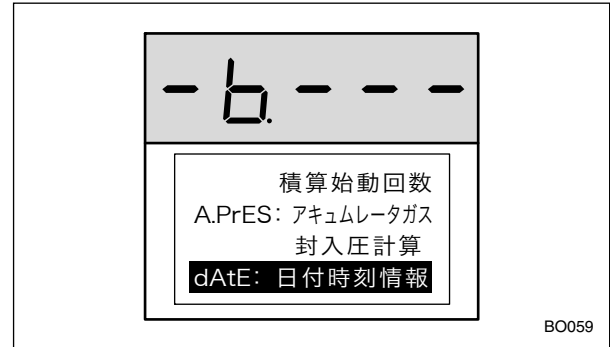 -b.---
積算始動回数
A.PrES：アキュムレータガス
封入圧計算
dAtE：日付時刻情報
BO059